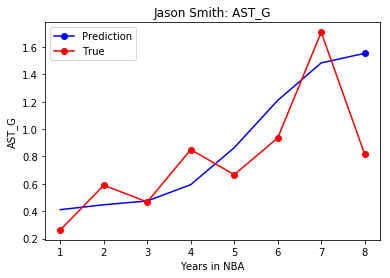 Jason Smith: AST_G
Prediction
True
AST_G
1.6
1.4
1.2
1.0
0.8
0.6
0.4
0.2
1 2 3 4 5 6 7 8
Years in NBA